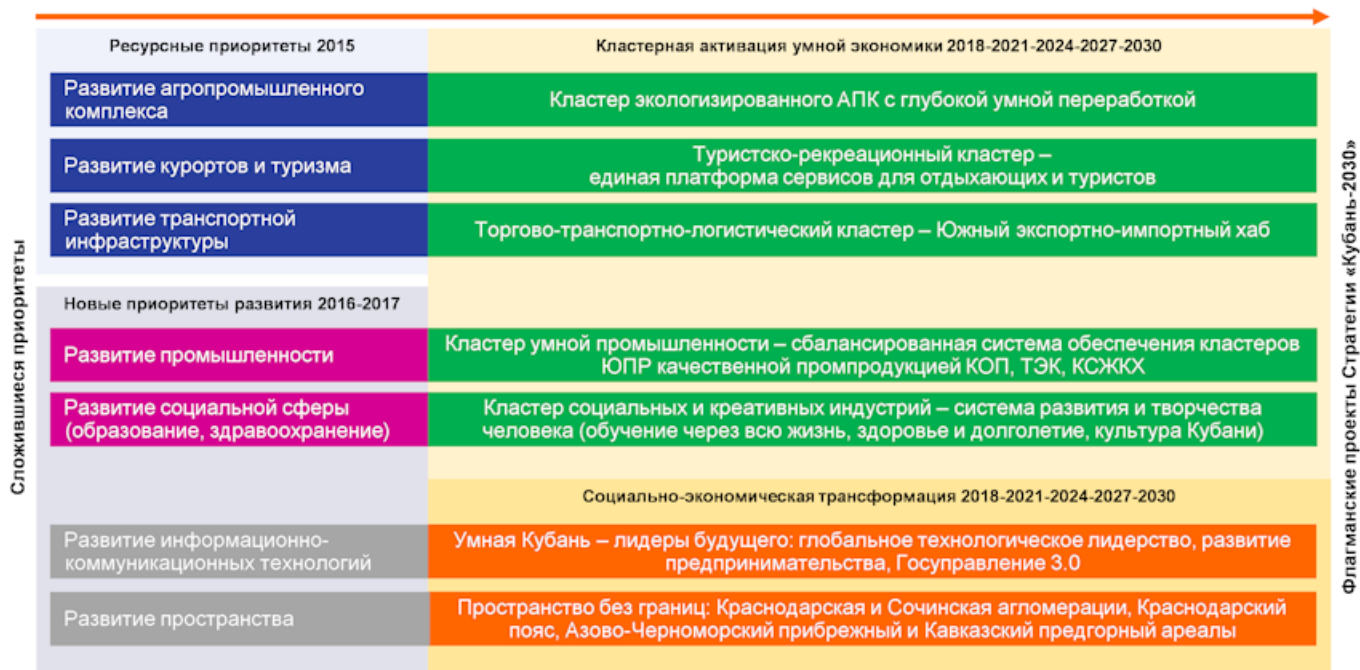 Ресурсные приоритеты 2015
Кластерная активация умной экономики 2018-2021-2024-2027-2030
Развитие агропромышленного
комплекса
Кластер экологизированного АПК с глубокой умной переработкой
Развитие курортов и туризма
Туристско-рекреационный кластер –
единая платформа сервисов для отдыхающих и туристов
Развитие транспортной
инфраструктуры
Торгово-транспортно-логистический кластер – Южный экспортно-импортный хаб
Новые приоритеты развития 2016-2017
Развитие промышленности
Кластер умной промышленности – сбалансированная система обеспечения кластеров
ЮПР качественной промпродукцией КОП, ТЭК, КСЖКХ
Развитие социальной сферы
(образование, здравоохранение)
Кластер социальных и креативных индустрий – система развития и творчества
человека (обучение через всю жизнь, здоровье и долголетие, культура Кубани)
Социально-экономическая трансформация 2018-2021-2024-2027-2030
Развитие информационно-
коммуникационных технологий
Умная Кубань – лидеры будущего: глобальное технологическое лидерство, развитие
предпринимательства, Госуправление 3.0
Развитие пространства
Пространство без границ: Краснодарская и Сочинская агломерации, Краснодарский
пояс, Азово-Черноморский прибрежный и Кавказский предгорный ареалы
Сложившиеся приоритеты
Флагманские проекты Стратегии «Кубань-2030»